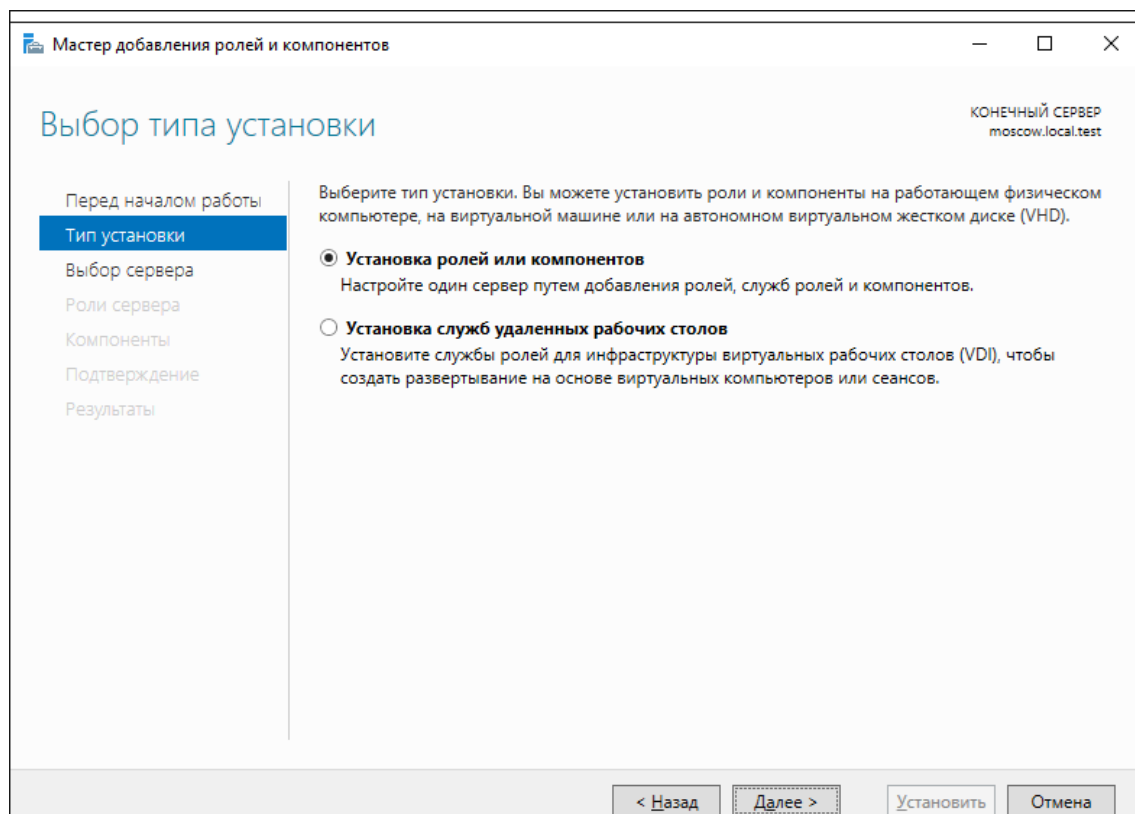 Мастер добавления ролей и компонентов
Выбор типа установки
КОНЕЧНЫЙ СЕРВЕР
moscow.local.test
Перед началом работы
Тип установки
Выбор сервера
Роли сервера
Компоненты
Подтверждение
Результаты
Выберите тип установки. Вы можете установить роли и компоненты на работающем физическом
компьютере, на виртуальной машине или на автономном виртуальном жестком диске (VHD).
Установка ролей или компонентов
Настройте один сервер путем добавления ролей, служб ролей и компонентов.
Установка служб удаленных рабочих столов
Установите службы ролей для инфраструктуры виртуальных рабочих столов (VDI), чтобы
создать развертывание на основе виртуальных компьютеров или сеансов.
< Назад Далее > Установить Отмена